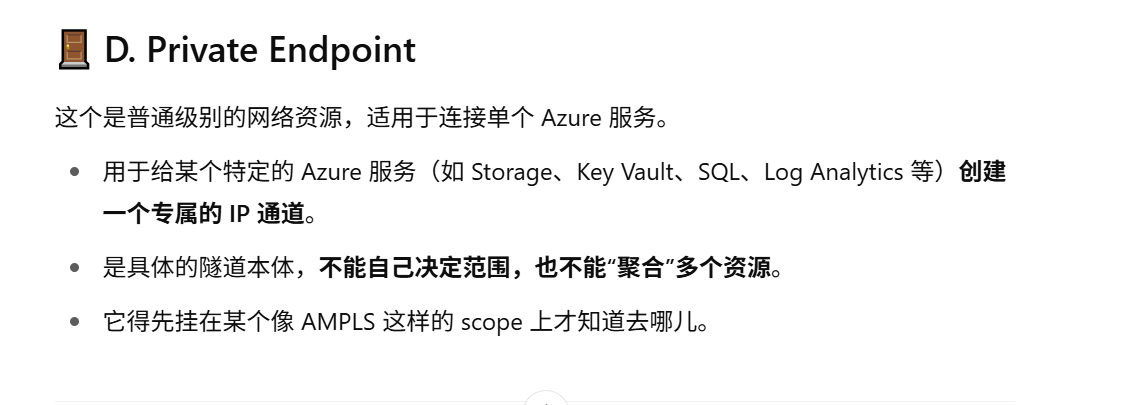 🚪 D. Private Endpoint
这个是普通级别的网络资源，适用于连接单个 Azure 服务。
用于给某个特定的 Azure 服务（如 Storage、Key Vault、SQL、Log Analytics 等）创建
一个专属的 IP 通道。
是具体的隧道本体，不能自己决定范围，也不能“聚合”多个资源。
它得先挂在某个像 AMPLS 这样的 scope 上才知道去哪儿。